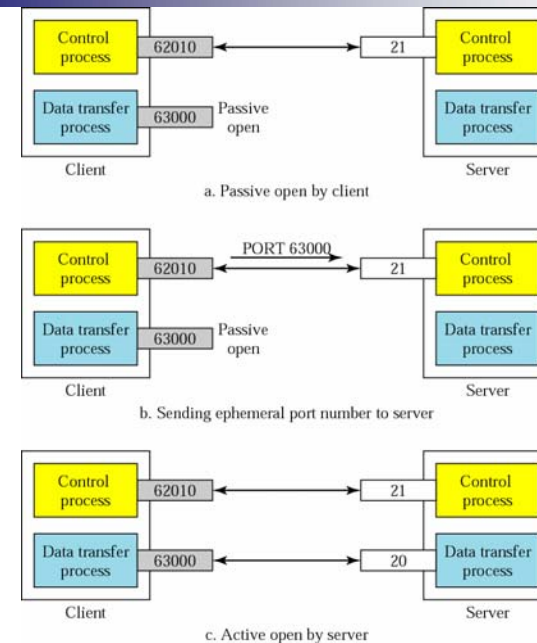 Control
process
62010
21
Control
process
Data transfer
process
63000
Passive
open
Data transfer
process
Client
Server
a. Passive open by client
PORT 63000
Control
process
62010
21
Control
process
Data transfer
process
63000
Passive
open
Data transfer
process
Client
Server
b. Sending ephemeral port number to server
Control
process
62010
21
Control
process
Data transfer
process
63000
20
Data transfer
process
Client
Server
c. Active open by server